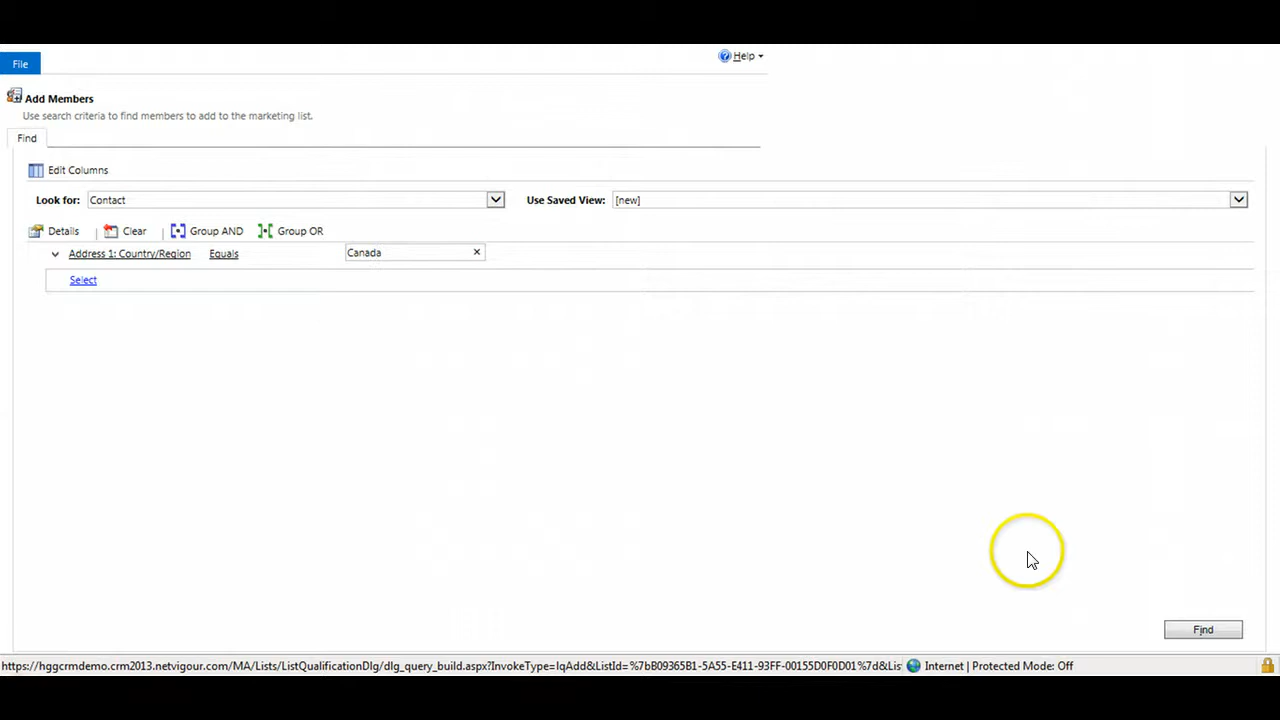 File
Help
Add Members
Use search criteria to find members to add to the marketing list.
Find
Edit Columns
Look for: Contact Use Saved View: [new]
Details Clear Group AND Group OR
Address 1: Country/Region Equals Canada
Select
Find
https://hggcrmdemo.crm2013.netvigour.com/MA/Lists/ListQualificationDlg/dlg_query_build.aspx?InvokeType=lqAdd&ListId=%7bB09365B1-5A55-E411-93FF-00155D0F0D01%7d&Lis Internet | Protected Mode: Off